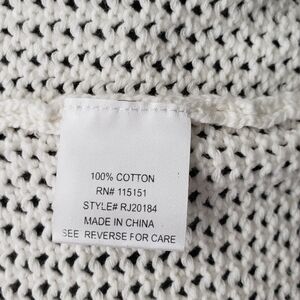 100% COTTON
RN# 115151
STYLE# RJ20184
MADE IN CHINA
SEE REVERSE FOR CARE